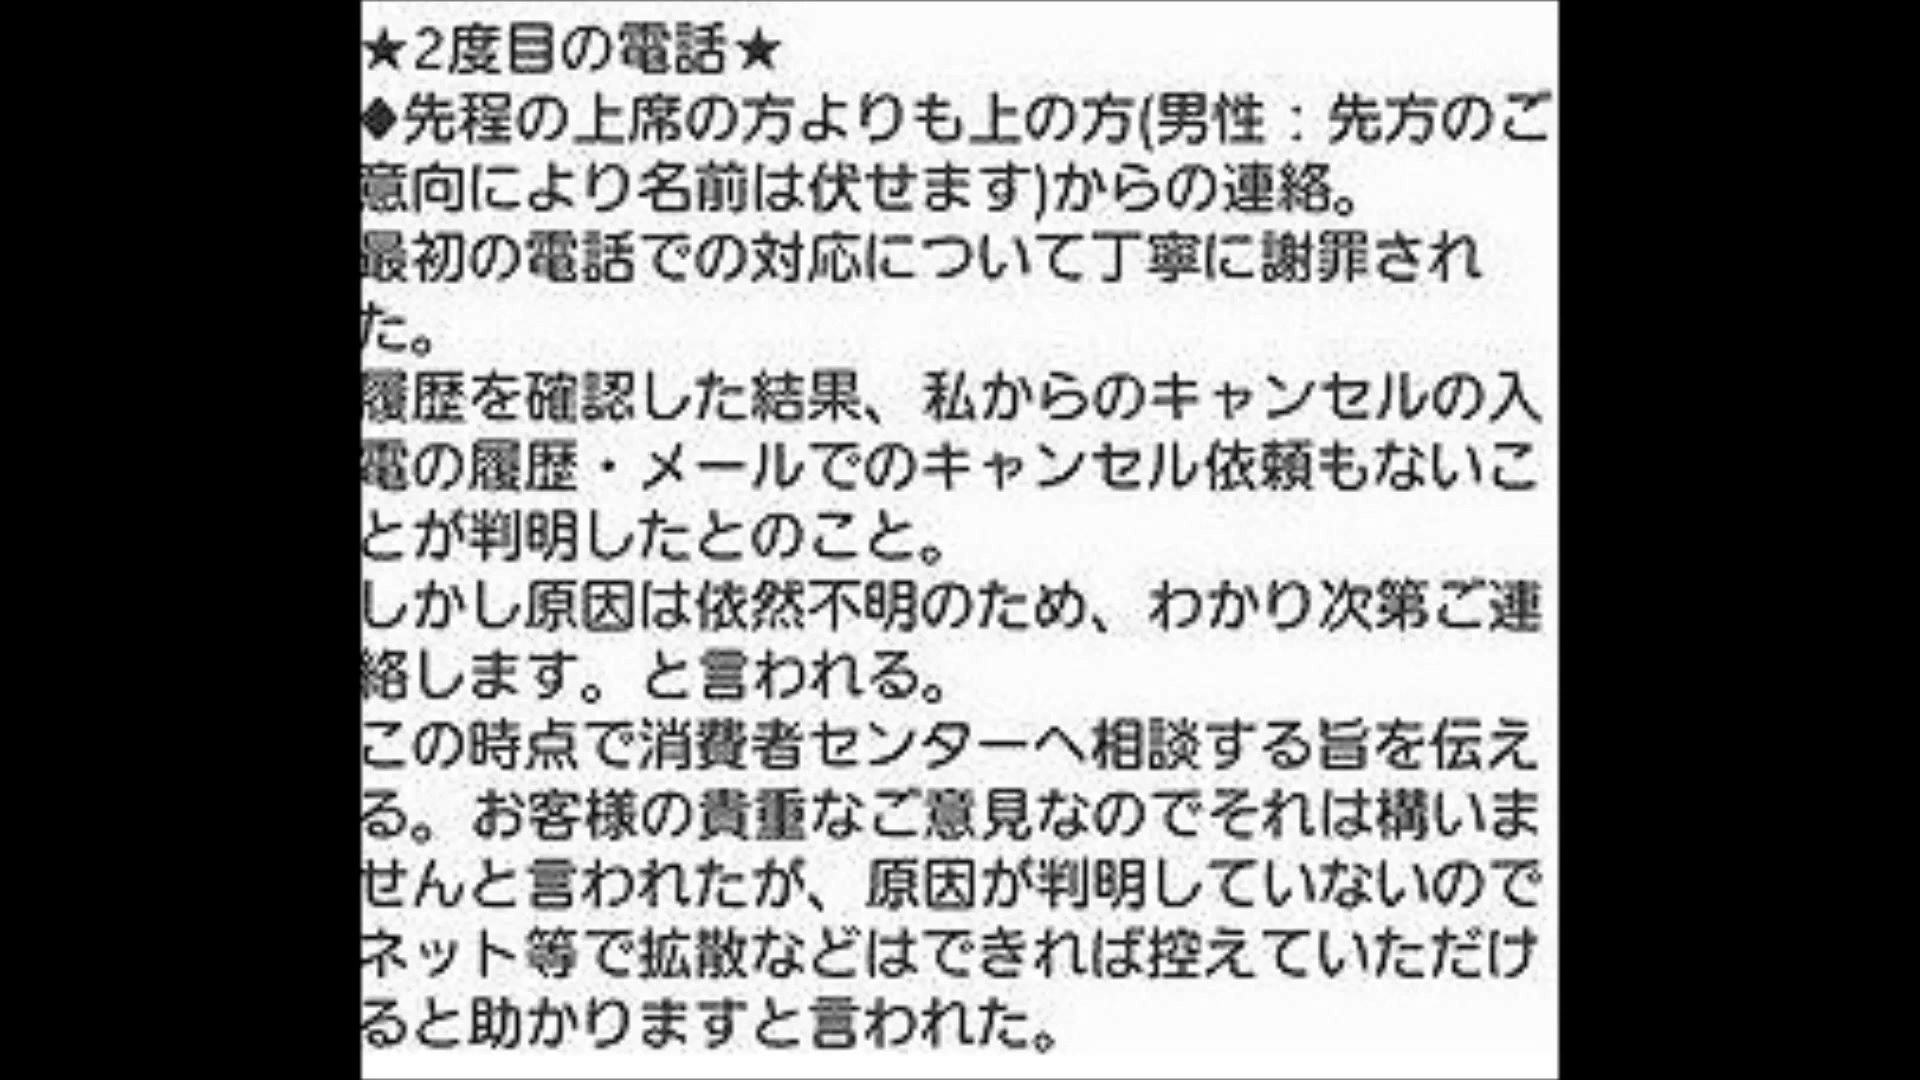 ★2度目の電話★
◆先程の上席の方よりも上の方(男性：先方のご
意向により名前は伏せます)からの連絡。
最初の電話での対応について丁寧に謝罪され
た。
履歴を確認した結果、私からのキャンセルの入
電の履歴・メールでのキャンセル依頼もないこ
とが判明したとのこと。
しかし原因は依然不明のため、わかり次第ご連
絡します。と言われる。
この時点で消費者センターへ相談する旨を伝え
る。お客様の貴重なご意見なのでそれは構いま
せんと言われたが、原因が判明していないので
ネット等で拡散などはできれば控えていただけ
ると助かりますと言われた。